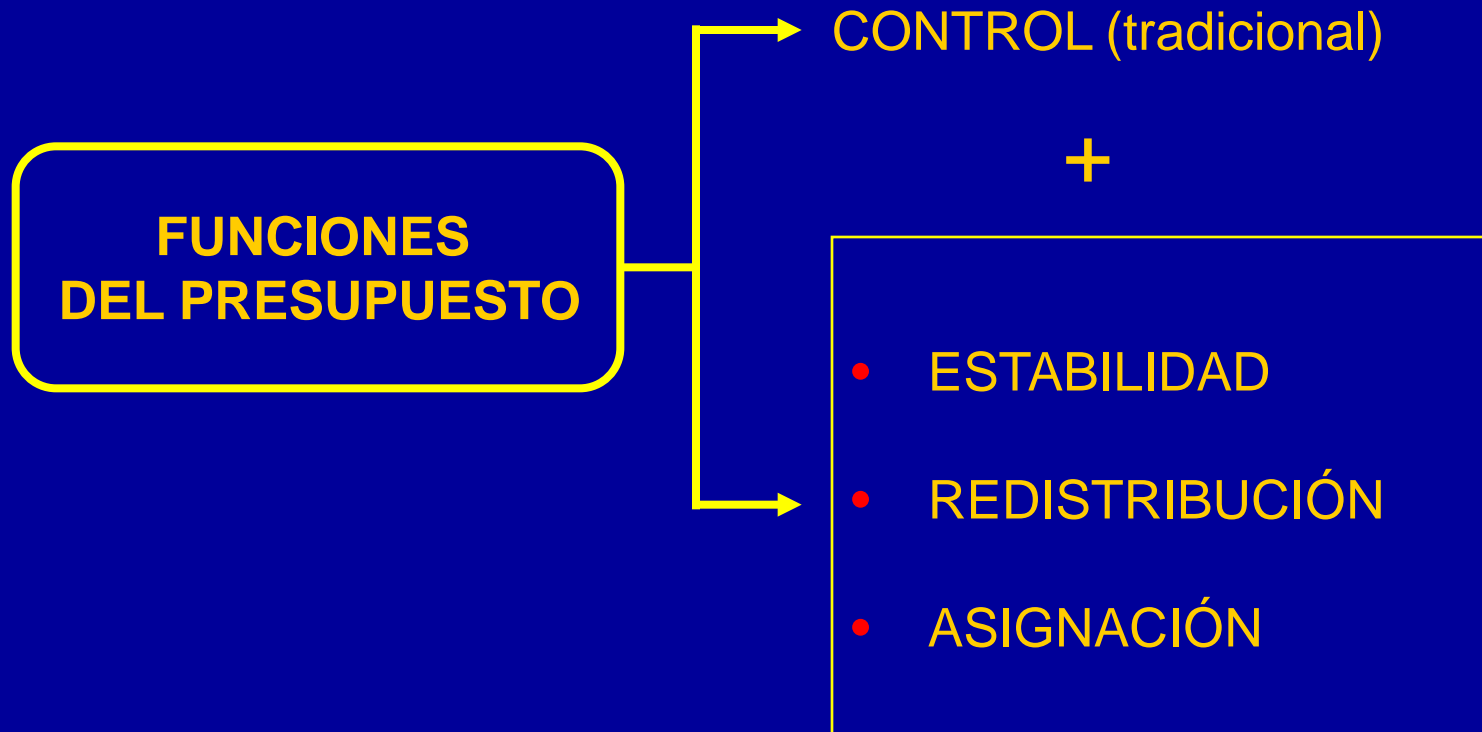 CONTROL (tradicional)
+
FUNCIONES
DEL PRESUPUESTO
• ESTABILIDAD
• REDISTRIBUCIÓN
• ASIGNACIÓN